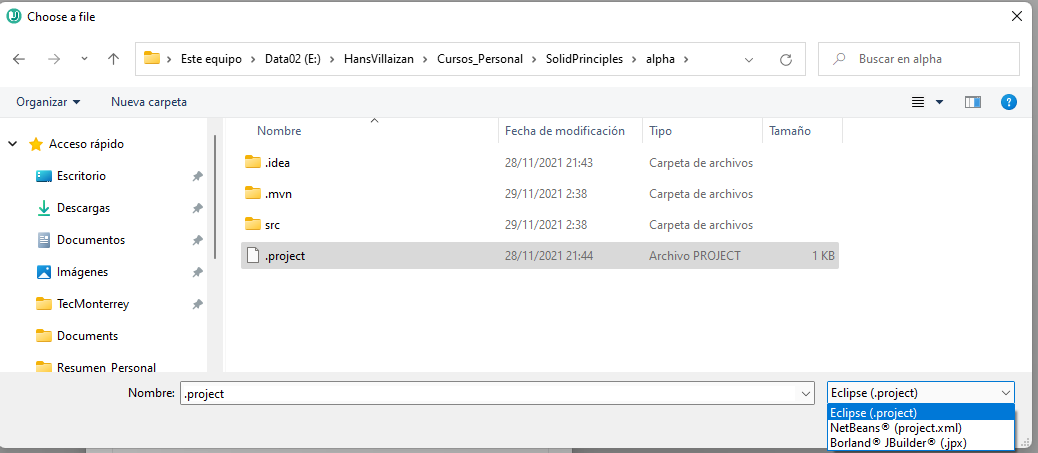 Choose a file
Este equipo > Data02 (E:) > HansVillaizan > Cursos_Personal > SolidPrinciples > alpha >
Buscar en alpha
Organizar Nueva carpeta
Nombre Fecha de modificación Tipo Tamaño
Acceso rápido
Escritorio
Descargas
Documentos
Imágenes
TecMonterrey
Documents
Resumen_Personal
.idea 28/11/2021 21:43 Carpeta de archivos
.mvn 29/11/2021 2:38 Carpeta de archivos
src 29/11/2021 2:38 Carpeta de archivos
.project 28/11/2021 21:44 Archivo PROJECT 1 KB
Nombre: .project
Eclipse (.project)
Eclipse (.project)
NetBeans® (project.xml)
Borland® JBuilder® (.jpx)